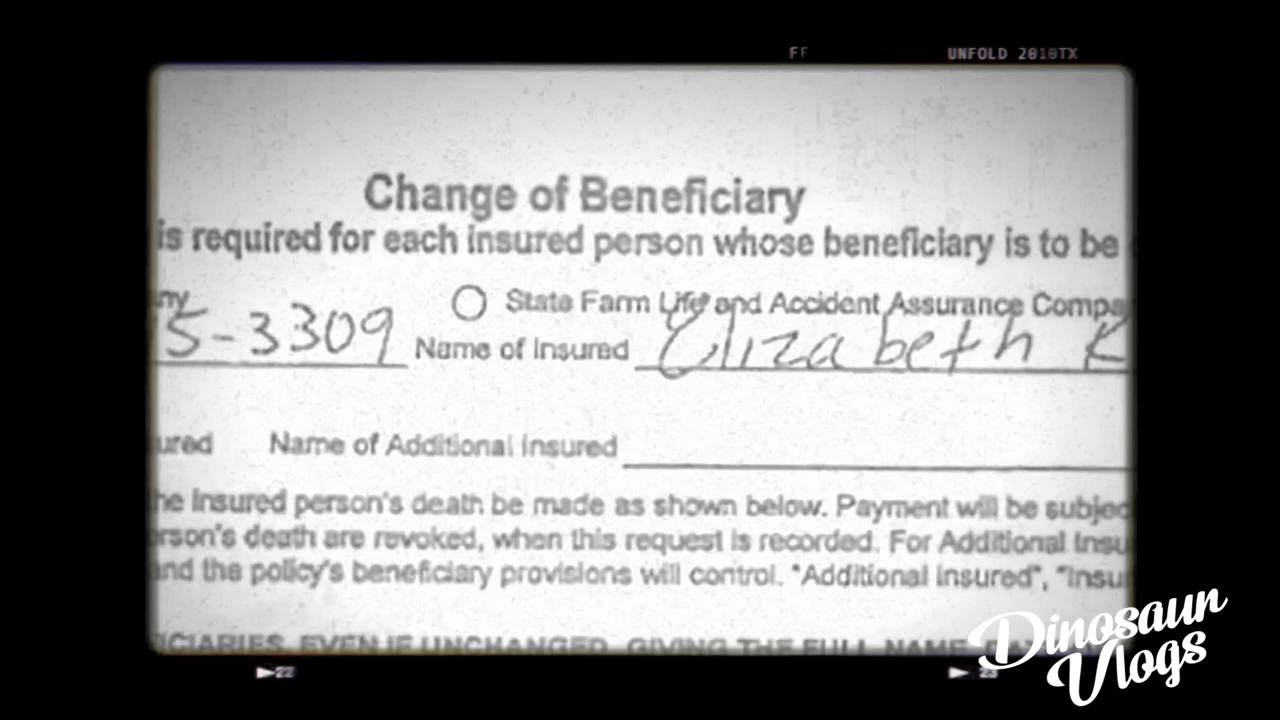 FF UNFOLD 2010TX
Change of Beneficiary
is required for each insured person whose beneficiary is to be
ny State Farm Life and Accident Assurance Compa
5-3309 Name of Insured Elizabeth K
ured Name of Additional Insured
he Insured person's death be made as shown below. Payment will be subjec
rson's death are revoked, when this request is recorded. For Additional Insu
nd the policy's beneficiary provisions will control. "Additional Insured", "Insu
ICIARIES, EVEN IF UNCHANGED, GIVING THE FULL NAME
22
Dinosaur
Vlogs